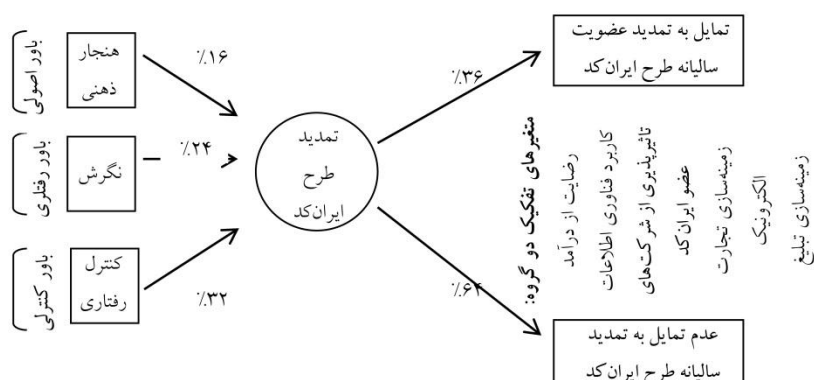 باور اصولی
هنجار
ذهنی
٪۱۶
باور رفتلری
نگرش
٪۲۴
باور کنترلی
کنترل
رفتاری
٪۳۲
تمدید
طرح
ایران‌کد
٪۳۶
تمایل به تمدید عضویت
سالیانه طرح ایران‌کد
متغیرهای تفکیک دو گروه:
رضایت از درآمد
کاربرد فناوری اطلاعات
تاثیرپذیری از شرکت‌های
عضو ایران‌کد
زمینه‌سازی تجارت
الکترونیک
زمینه‌سازی تبلیغ
٪۶۴
عدم تمایل به تمدید
سالیانه طرح ایران‌کد